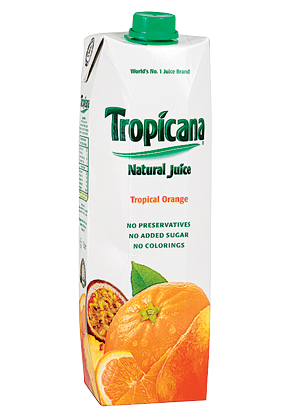 World's No. 1 Juice Brand
Tropicana
Natural Juice
Tropical Orange
NO PRESERVATIVES
NO ADDED SUGAR
NO COLORINGS